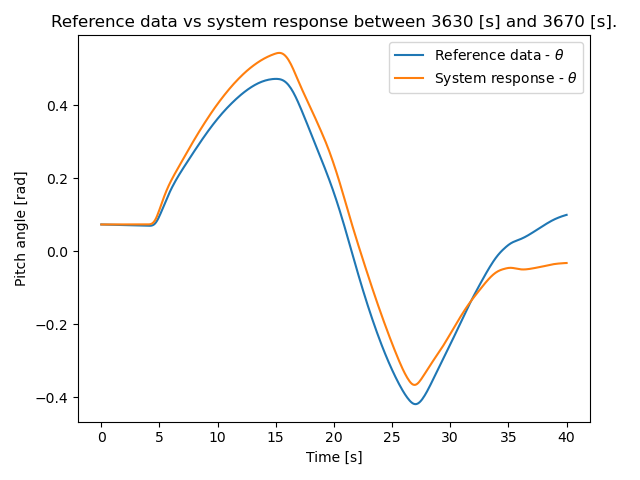 Reference data vs system response between 3630 [s] and 3670 [s].
Reference data - θ
System response - θ
0.4
0.2
0.0
−0.2
−0.4
Pitch angle [rad]
0 5 10 15 20 25 30 35 40
Time [s]